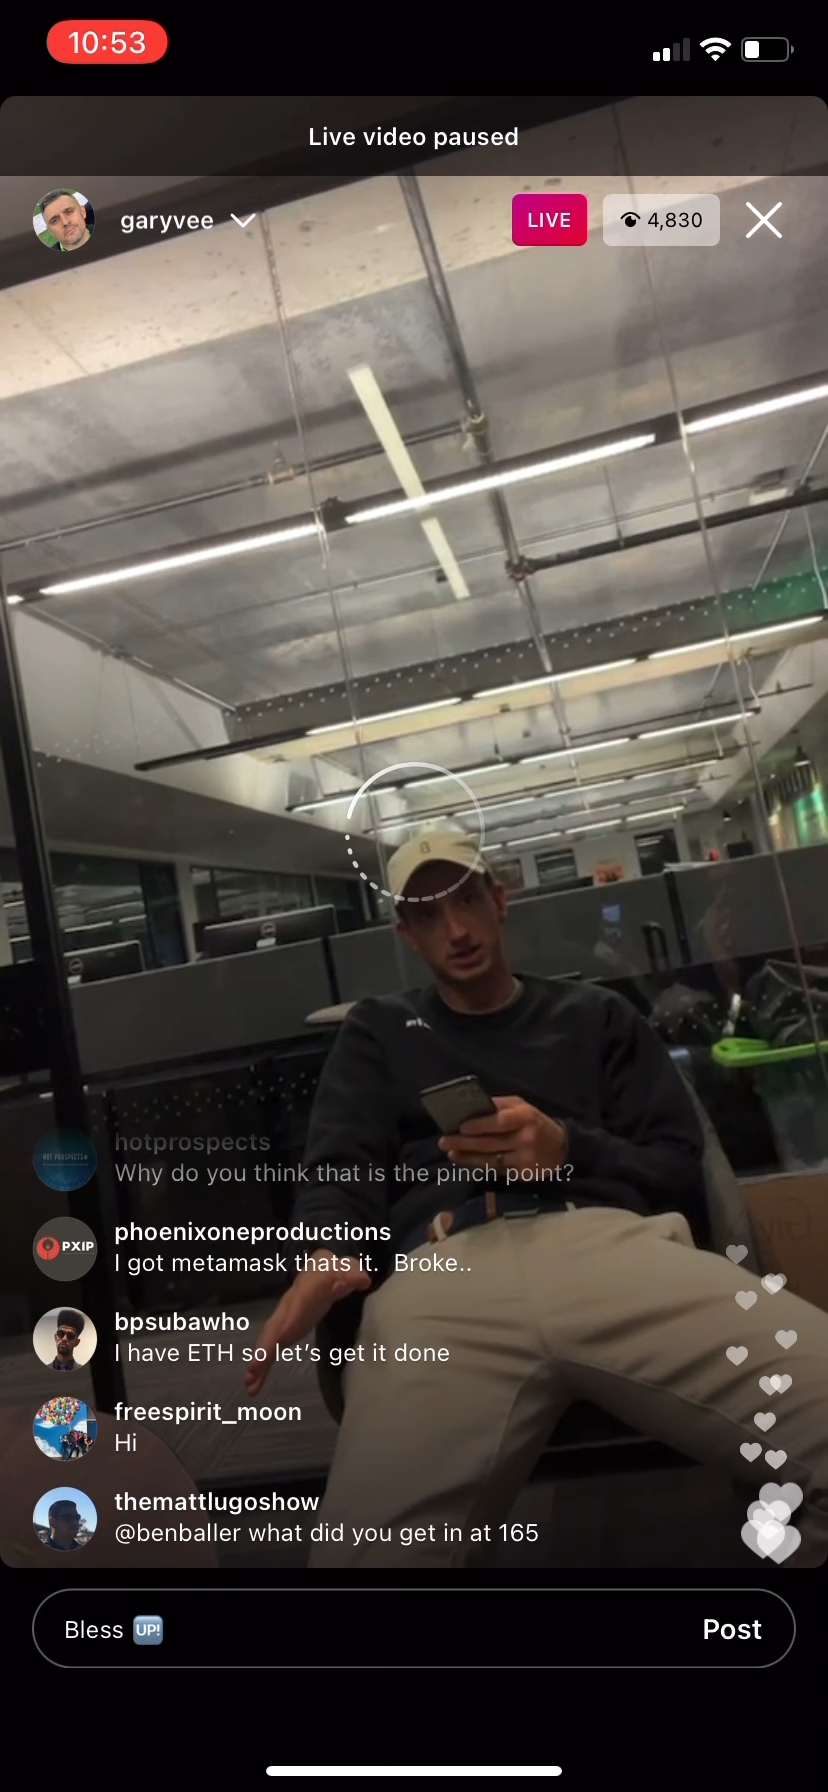 10:53
Live video paused
garyvee
LIVE
4,830
hotprospects
Why do you think that is the pinch point?
phoenixoneproductions
PXIP
I got metamask thats it.  Broke..
bpsubawho
I have ETH so let’s get it done
freespirit_moon
Hi
themattlugoshow
@benballer what did you get in at 165
Bless 🆙
Post